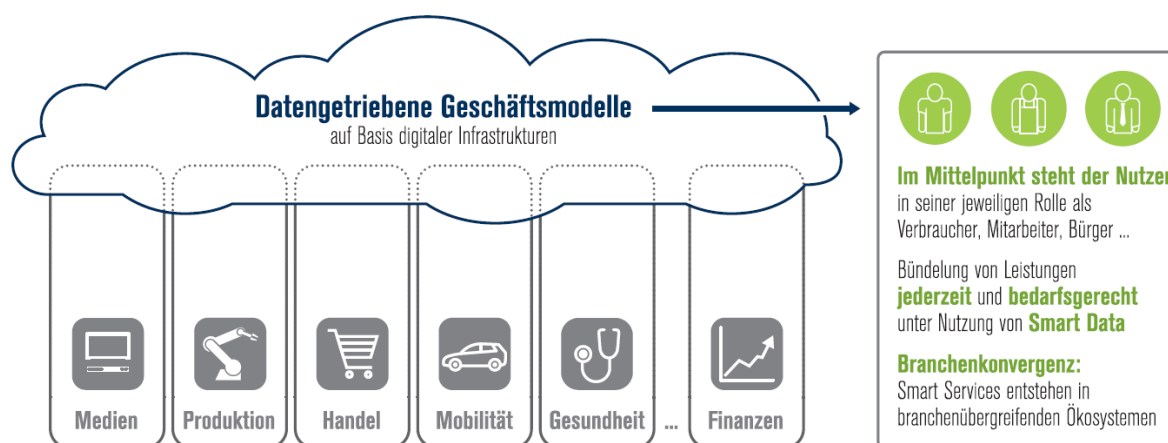 Datengetriebene Geschäftsmodelle
auf Basis digitaler Infrastrukturen
Medien
Produktion
Handel
Mobilität
Gesundheit
...
Finanzen
Im Mittelpunkt steht der Nutzer
in seiner jeweiligen Rolle als
Verbraucher, Mitarbeiter, Bürger ...
Bündelung von Leistungen
jederzeit und bedarfsgerecht
unter Nutzung von Smart Data
Branchenkonvergenz:
Smart Services entstehen in
branchenübergreifenden Ökosystemen